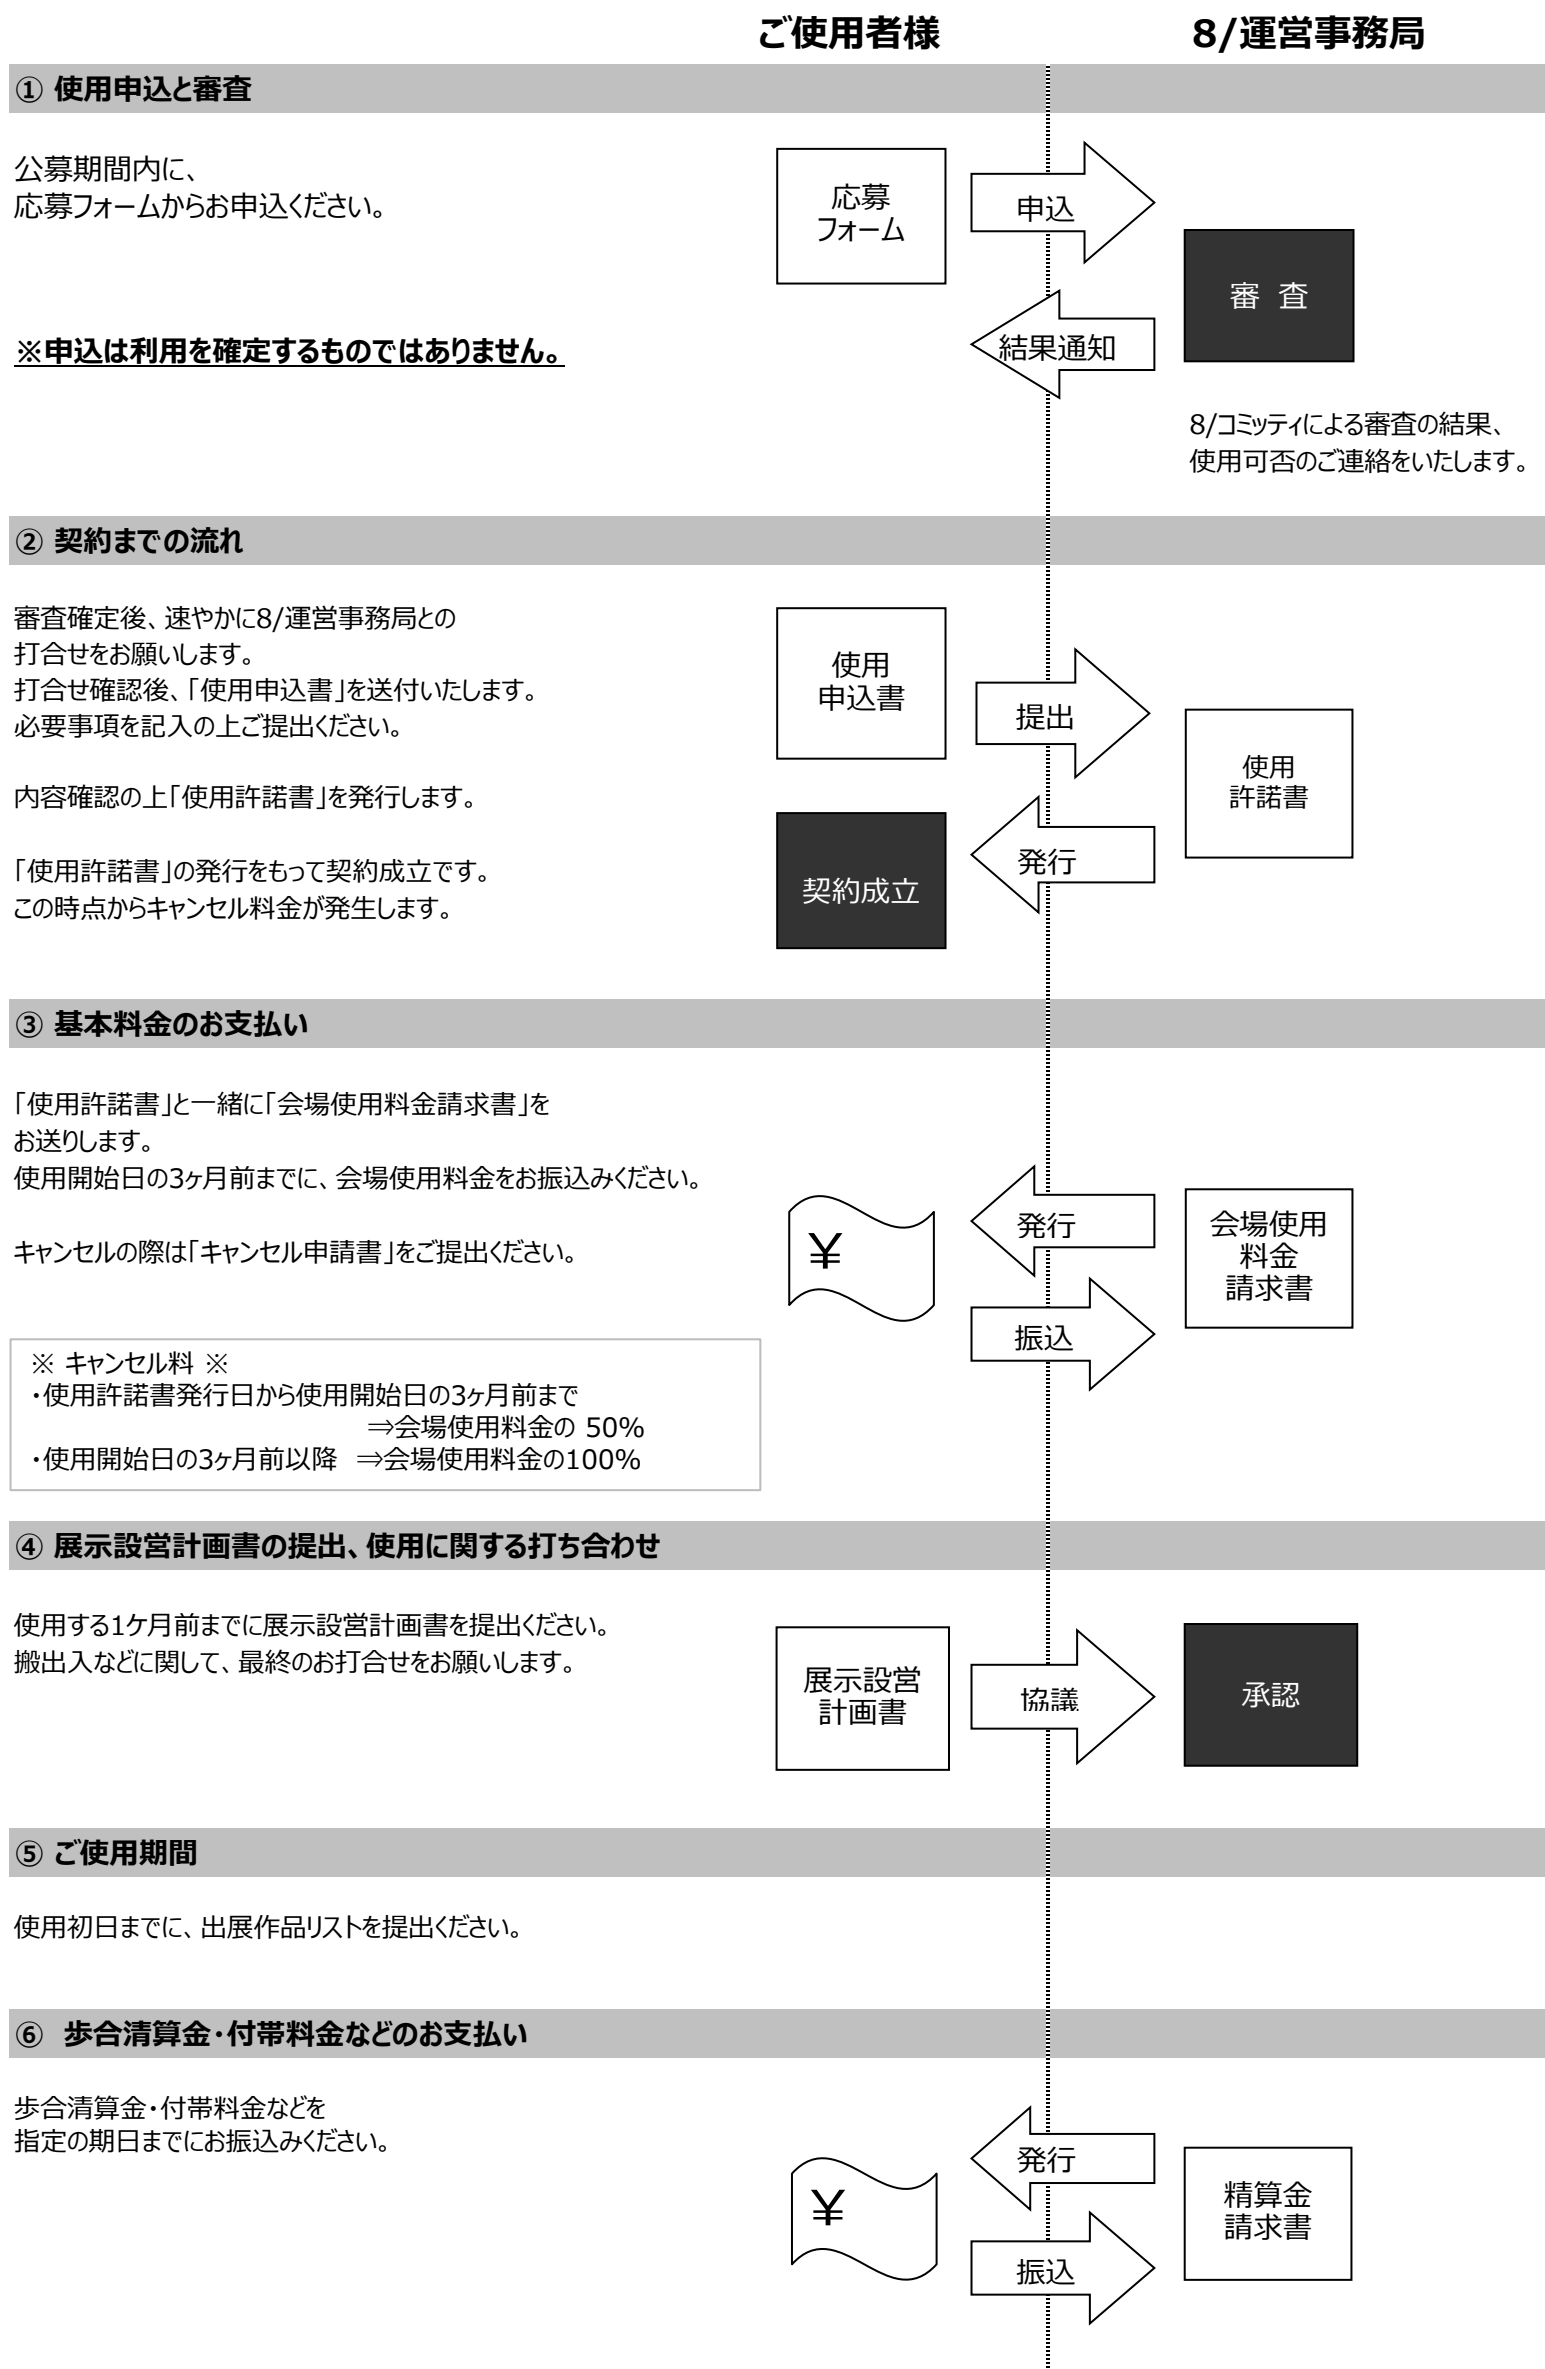 ご使用者様
8/運営事務局
① 使用申込と審査
公募期間内に、
応募フォームからお申込ください。
※申込は利用を確定するものではありません。
応募
フォーム
申込
審 査
結果通知
8/コミッティによる審査の結果、
使用可否のご連絡をいたします。
② 契約までの流れ
審査確定後、速やかに8/運営事務局との
打合せをお願いします。
打合せ確認後、「使用申込書」を送付いたします。
必要事項を記入の上ご提出ください。
内容確認の上「使用許諾書」を発行します。
「使用許諾書」の発行をもって契約成立です。
この時点からキャンセル料金が発生します。
使用
申込書
提出
使用
許諾書
発行
契約成立
③ 基本料金のお支払い
「使用許諾書」と一緒に「会場使用料金請求書」を
お送りします。
使用開始日の3ヶ月前までに、会場使用料金をお振込みください。
キャンセルの際は「キャンセル申請書」をご提出ください。
※ キャンセル料 ※
・使用許諾書発行日から使用開始日の3ヶ月前まで
⇒会場使用料金の 50%
・使用開始日の3ヶ月前以降 ⇒会場使用料金の100%
¥
発行
会場使用
料金
請求書
振込
④ 展示設営計画書の提出、使用に関する打ち合わせ
使用する1ケ月前までに展示設営計画書を提出ください。
搬出入などに関して、最終のお打合せをお願いします。
展示設営
計画書
協議
承認
⑤ ご使用期間
使用初日までに、出展作品リストを提出ください。
⑥ 歩合清算金・付帯料金などのお支払い
歩合清算金・付帯料金などを
指定の期日までにお振込みください。
¥
発行
精算金
請求書
振込